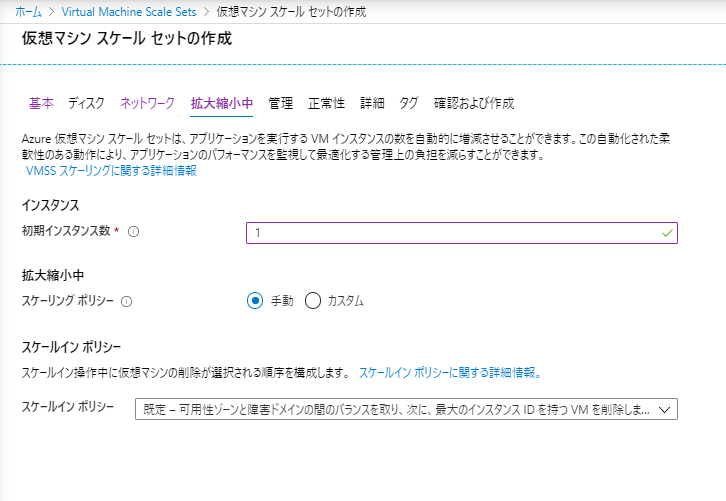 ホーム > Virtual Machine Scale Sets > 仮想マシン スケール セットの作成
仮想マシン スケール セットの作成
基本 ディスク ネットワーク 拡大縮小中 管理 正常性 詳細 タグ 確認および作成
Azure 仮想マシン スケール セットは、アプリケーションを実行する VM インスタンスの数を自動的に増減させることができます。この自動化された柔
軟性のある動作により、アプリケーションのパフォーマンスを監視して最適化する管理上の負担を減らすことができます。
VMSS スケーリングに関する詳細情報
インスタンス
初期インスタンス数 * 1
拡大縮小中
スケーリング ポリシー 手動 カスタム
スケールイン ポリシー
スケールイン操作中に仮想マシンの削除が選択される順序を構成します。 スケールイン ポリシーに関する詳細情報。
スケールイン ポリシー 既定 – 可用性ゾーンと障害ドメインの間のバランスを取り、次に、最大のインスタンス ID を持つ VM を削除しま...